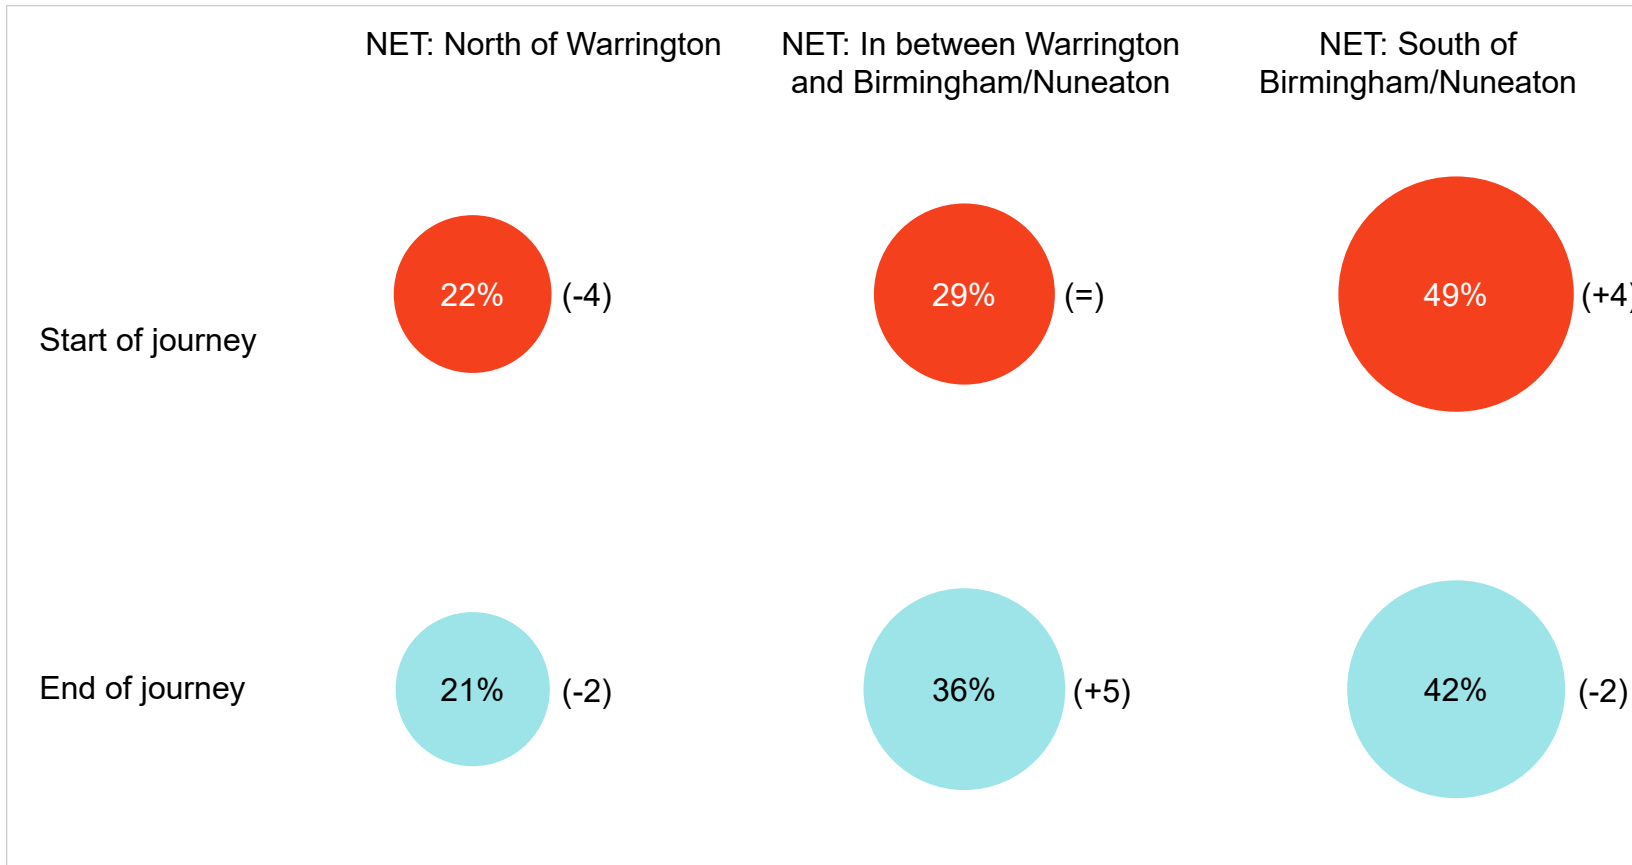 NET: North of Warrington
NET: In between Warrington
and Birmingham/Nuneaton
NET: South of
Birmingham/Nuneaton
Start of journey
22% (-4)
29% (=)
49% (+4)
End of journey
21% (-2)
36% (+5)
42% (-2)